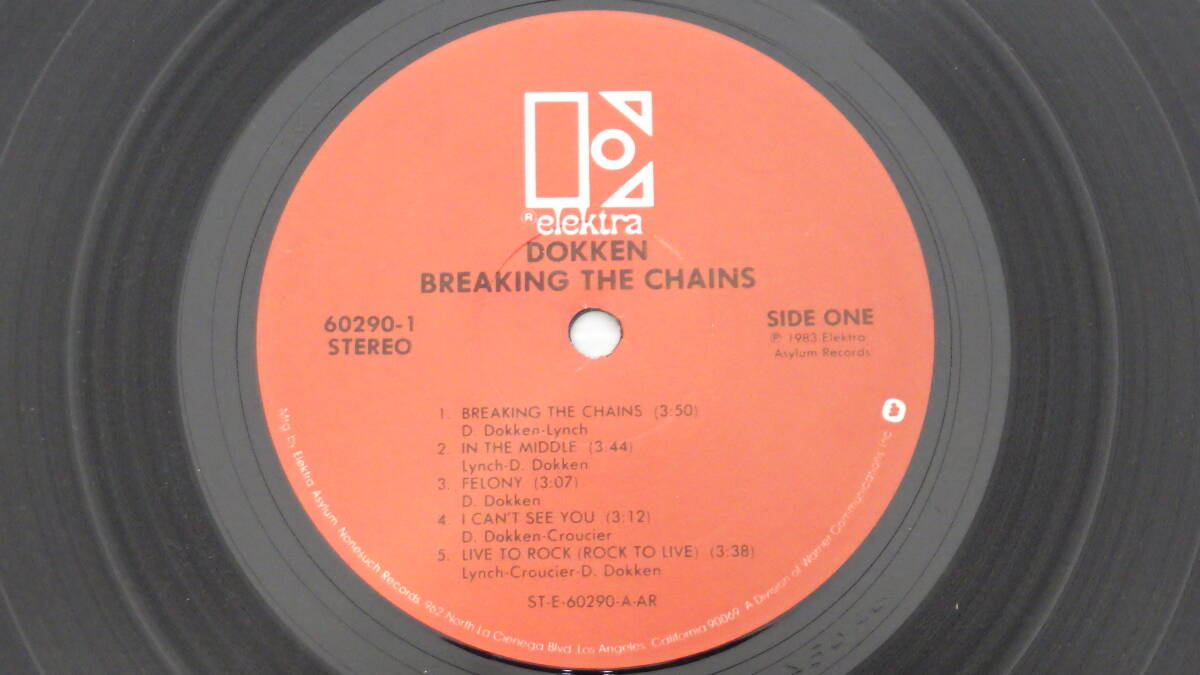 ® elektra
DOKKEN
BREAKING THE CHAINS
60290-1
STEREO
SIDE ONE
℗ 1983 Elektra
Asylum Records
1. BREAKING THE CHAINS (3:50)
D. Dokken-Lynch
2. IN THE MIDDLE (3:44)
Lynch-D. Dokken
3. FELONY (3:07)
D. Dokken
4. I CAN'T SEE YOU (3:12)
D. Dokken-Croucier
5. LIVE TO ROCK (ROCK TO LIVE) (3:38)
Lynch-Croucier-D. Dokken
ST-E-60290-A-AR
Mfg. by Elektra Asylum Nonesuch Records, 962 North La Cienega Blvd. Los Angeles, California 90069. A Division of Warner Communications Inc.